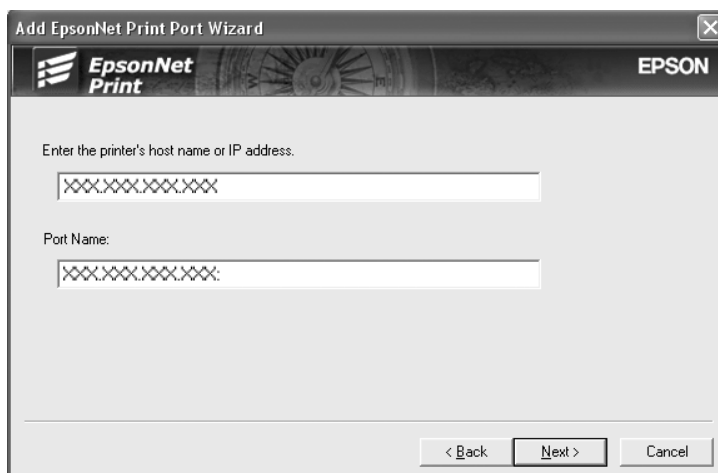 Add EpsonNet Print Port Wizard
EpsonNet
Print
EPSON
Enter the printer's host name or IP address.
XXX.XXX.XXX.XXX
Port Name:
XXX.XXX.XXX.XXX:
< Back
Next >
Cancel